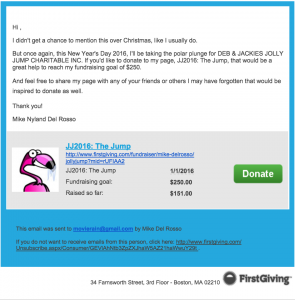 Hi ,
I didn't get a chance to mention this over Christmas, like I usually do.
But once again, this New Year's Day 2016, I'll be taking the polar plunge for DEB & JACKIES JOLLY
JUMP CHARITABLE INC. If you'd like to donate to my page, JJ2016: The Jump, that would be a
great help to reach my fundraising goal of $250.
And feel free to share my page with any of your friends or others I may have forgotten that would be
inspired to donate as well.
Thank you!
Mike Nyland Del Rosso
JJ2016: The Jump
http://www.firstgiving.com/fundraiser/mike-delrosso/
JJ2016: The Jump 1/1/2016
Fundraising goal: $250.00
Raised so far: $151.00
Donate
This email was sent to by Mike Del Rosso.
If you do not want to receive emails from this person, click here: http://www.firstgiving.com/
34 Farnsworth Street, 3rd Floor - Boston, MA 02210
FirstGiving